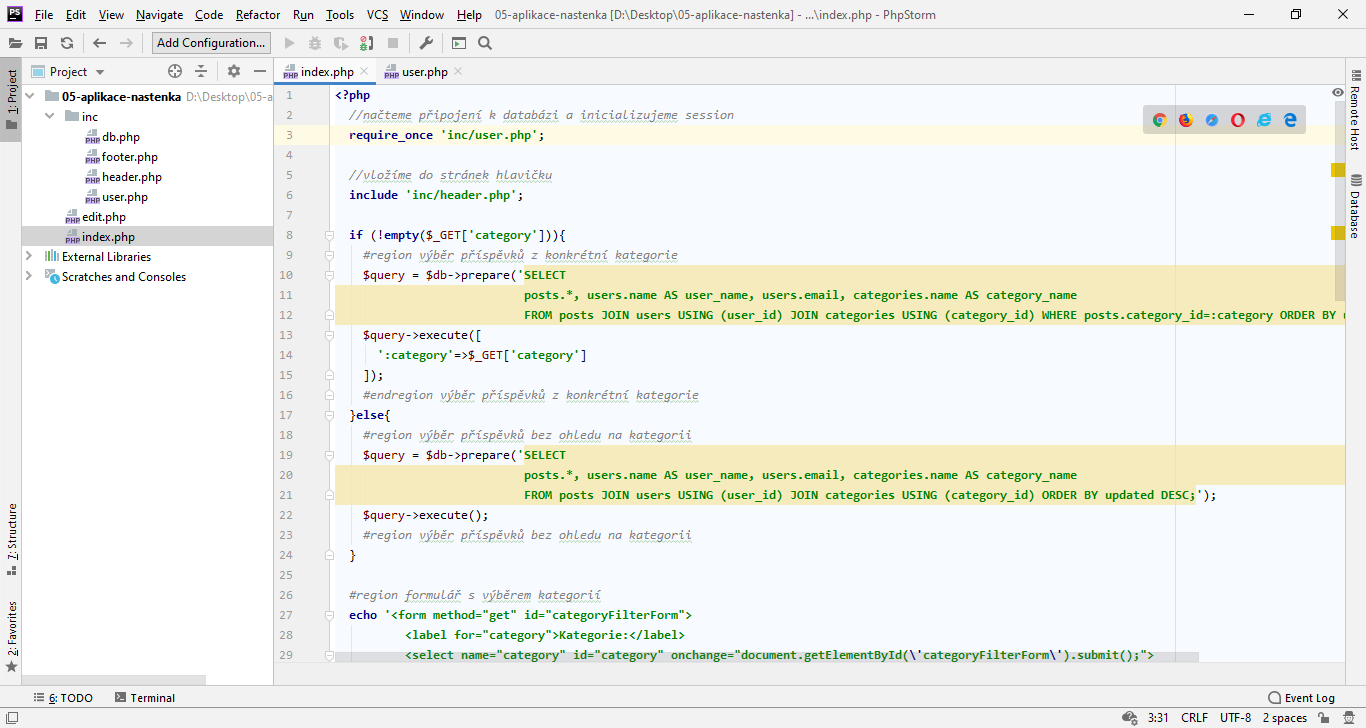 PS File Edit View Navigate Code Refactor Run Tools VCS Window Help 05-aplikace-nastenka [D:\Desktop\05-aplikace-nastenka] - ...\index.php - PhpStorm
Add Configuration...
1: Project
Project
index.php
user.php
05-aplikace-nastenka D:\Desktop\05-a
inc
db.php
footer.php
header.php
user.php
edit.php
index.php
External Libraries
Scratches and Consoles
7: Structure
2: Favorites
1 <?php
2 //načteme připojení k databázi a inicializujeme session
3 require_once 'inc/user.php';
4
5 //vložíme do stránek hlavičku
6 include 'inc/header.php';
7
8 if (!empty($_GET['category'])){
9 #region výběr příspěvků z konkrétní kategorie
10 $query = $db->prepare('SELECT
11 posts.*, users.name AS user_name, users.email, categories.name AS category_name
12 FROM posts JOIN users USING (user_id) JOIN categories USING (category_id) WHERE posts.category_id=:category ORDER BY
13 $query->execute([
14 ':category'=>$_GET['category']
15 ]);
16 #endregion výběr příspěvků z konkrétní kategorie
17 }else{
18 #region výběr příspěvků bez ohledu na kategorii
19 $query = $db->prepare('SELECT
20 posts.*, users.name AS user_name, users.email, categories.name AS category_name
21 FROM posts JOIN users USING (user_id) JOIN categories USING (category_id) ORDER BY updated DESC;');
22 $query->execute();
23 #region výběr příspěvků bez ohledu na kategorii
24 }
25
26 #region formulář s výběrem kategorií
27 echo '<form method="get" id="categoryFilterForm">
28 <label for="category">Kategorie:</label>
29 <select name="category" id="category" onchange="document.getElementById(\'categoryFilterForm\').submit();">
Remote Host
Database
6: TODO
Terminal
Event Log
3:31 CRLF UTF-8 2 spaces